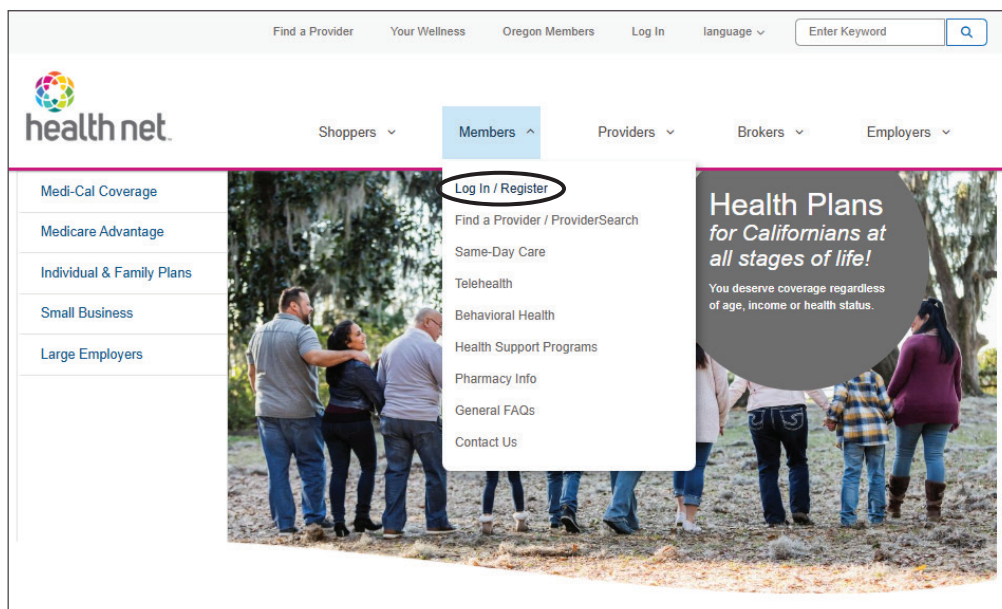 Find a Provider Your Wellness Oregon Members Log In language Enter Keyword
health net.
Shoppers Members Providers Brokers Employers
Medi-Cal Coverage
Medicare Advantage
Individual & Family Plans
Small Business
Large Employers
Log In / Register
Find a Provider / ProviderSearch
Same-Day Care
Telehealth
Behavioral Health
Health Support Programs
Pharmacy Info
General FAQs
Contact Us
Health Plans
for Californians at
all stages of life!
You deserve coverage regardless
of age, income or health status.